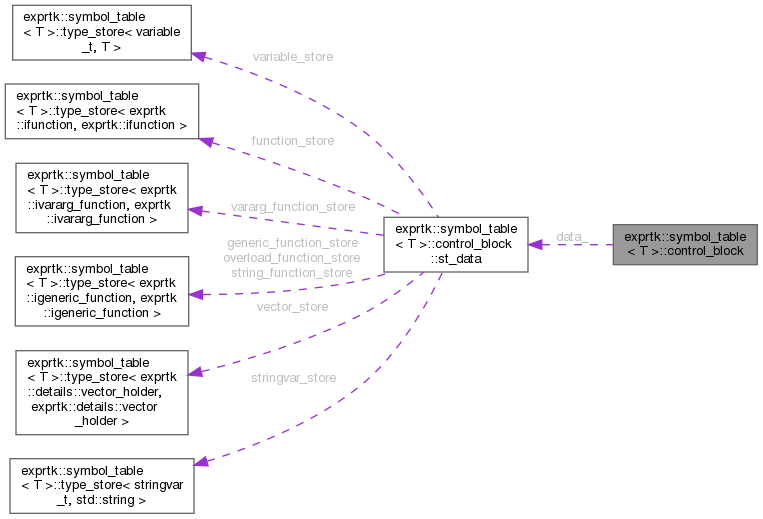 exprtk::symbol_table
< T >::type_store< variable
_t, T >
variable_store
exprtk::symbol_table
< T >::type_store< exprtk
::ifunction, exprtk::ifunction >
function_store
exprtk::symbol_table
< T >::type_store< exprtk
::ivararg_function, exprtk
::ivararg_function >
vararg_function_store
exprtk::symbol_table
< T >::control_block
::st_data
data_
exprtk::symbol_table
< T >::control_block
generic_function_store
overload_function_store
string_function_store
exprtk::symbol_table
< T >::type_store< exprtk
::igeneric_function, exprtk
::igeneric_function >
vector_store
exprtk::symbol_table
< T >::type_store< exprtk
::details::vector_holder,
exprtk::details::vector
_holder >
stringvar_store
exprtk::symbol_table
< T >::type_store< stringvar
_t, std::string >